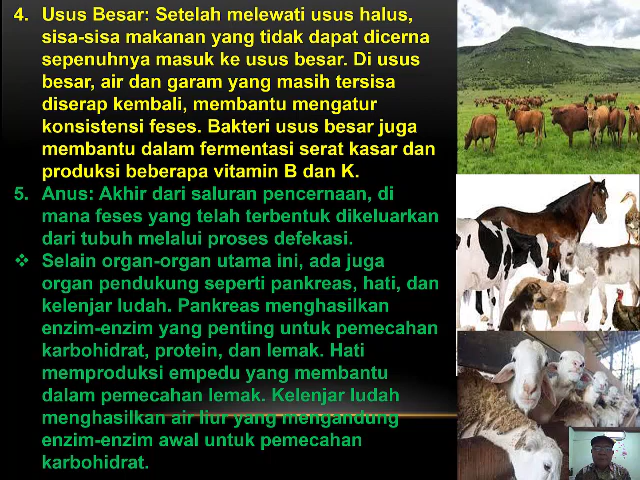 4. Usus Besar: Setelah melewati usus halus,
sisa-sisa makanan yang tidak dapat dicerna
sepenuhnya masuk ke usus besar. Di usus
besar, air dan garam yang masih tersisa
diserap kembali, membantu mengatur
konsistensi feses. Bakteri usus besar juga
membantu dalam fermentasi serat kasar dan
produksi beberapa vitamin B dan K.
5. Anus: Akhir dari saluran pencernaan, di
mana feses yang telah terbentuk dikeluarkan
dari tubuh melalui proses defekasi.
❖ Selain organ-organ utama ini, ada juga
organ pendukung seperti pankreas, hati, dan
kelenjar ludah. Pankreas menghasilkan
enzim-enzim yang penting untuk pemecahan
karbohidrat, protein, dan lemak. Hati
memproduksi empedu yang membantu
dalam pemecahan lemak. Kelenjar ludah
menghasilkan air liur yang mengandung
enzim-enzim awal untuk pemecahan
karbohidrat.